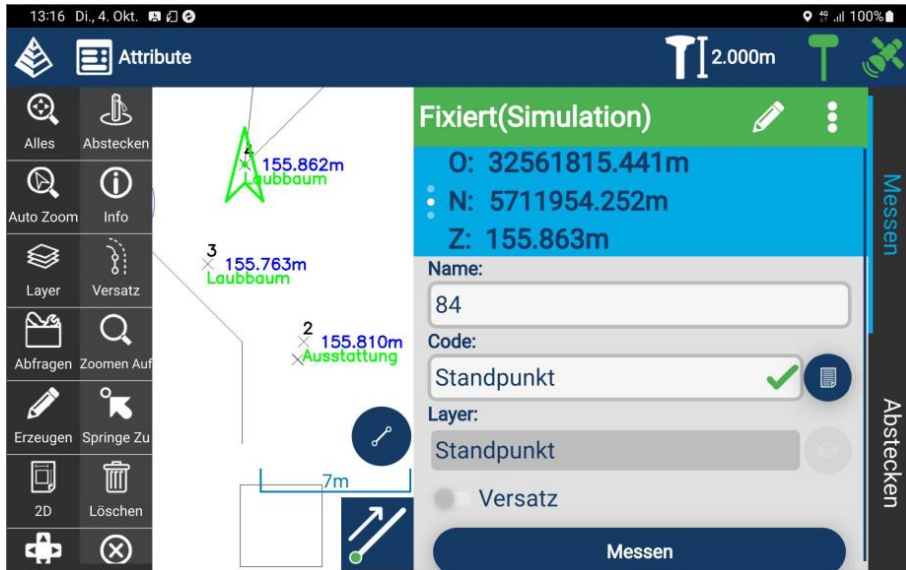 13:16 Di., 4. Okt.
4G 100%
Attribute
2.000m
Alles
Abstecken
Auto Zoom
Info
Layer
Versatz
Abfragen
Zoomen Auf
Erzeugen
Springe Zu
2D
Löschen
155.862m
Laubbaum
3
155.763m
Laubbaum
2
155.810m
Ausstattung
7m
Fixiert(Simulation)
O: 32561815.441m
N: 5711954.252m
Z: 155.863m
Name:
84
Code:
Standpunkt
Layer:
Standpunkt
Versatz
Messen
Messen
Abstecken